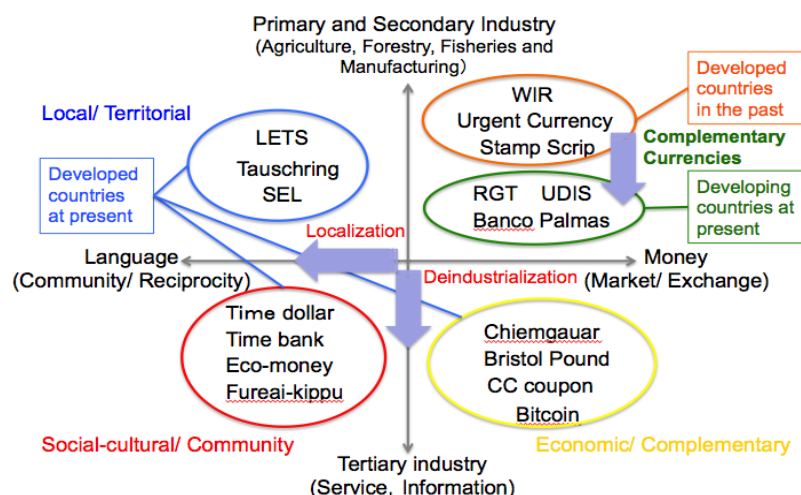 Primary and Secondary Industry
(Agriculture, Forestry, Fisheries and
Manufacturing)
Local/ Territorial
LETS
Tauschring
SEL
Developed
countries
at present
WIR
Urgent Currency
Stamp Scrip
Developed
countries
in the past
Complementary
Currencies
RGT UDIS
Banco Palmas
Developing
countries at
present
Localization
Language
(Community/ Reciprocity)
Money
(Market/ Exchange)
Deindustrialization
Time dollar
Time bank
Eco-money
Fureai-kippu
Chiemgauar
Bristol Pound
CC coupon
Bitcoin
Social-cultural/ Community
Economic/ Complementary
Tertiary industry
(Service, Information)